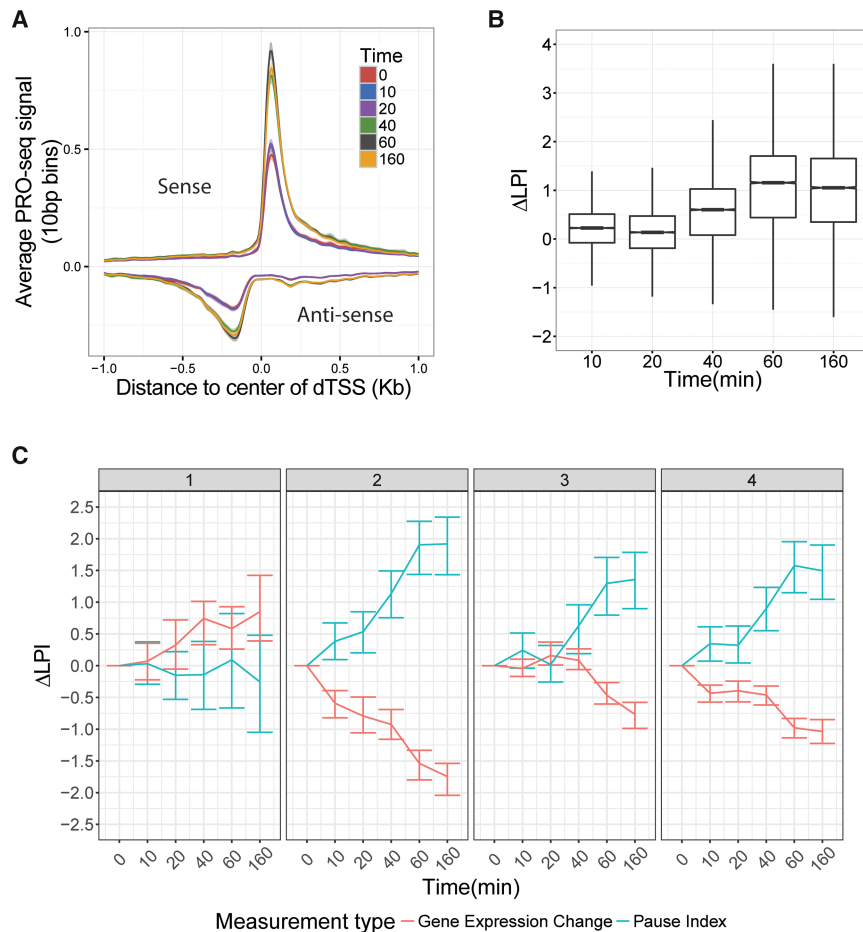 A
Average PRO-seq signal
(10bp bins)
1.0
0.5
0.0
Sense
Anti-sense
Time
0
10
20
40
60
160
−1.0 −0.5 0.0 0.5 1.0
Distance to center of dTSS (Kb)
B
ΔLPI
4
3
2
1
0
−1
−2
10 20 40 60 160
Time(min)
C
1 2 3 4
ΔLPI
2.5
2.0
1.5
1.0
0.5
0.0
−0.5
−1.0
−1.5
−2.0
−2.5
0 10 20 40 60 160 0 10 20 40 60 160 0 10 20 40 60 160 0 10 20 40 60 160
Time(min)
Measurement type Gene Expression Change Pause Index